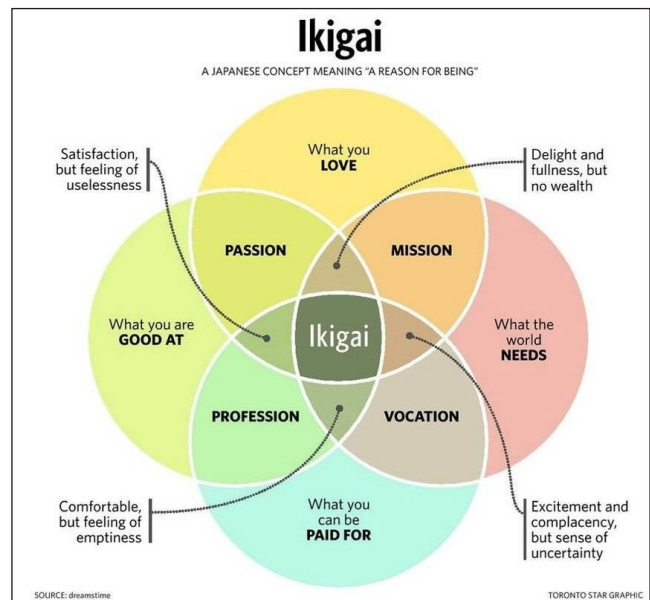 Ikigai
A JAPANESE CONCEPT MEANING “A REASON FOR BEING”
Satisfaction,
but feeling of
uselessness
What you
LOVE
Delight and
fullness, but
no wealth
PASSION
MISSION
What you are
GOOD AT
Ikigai
What the
world
NEEDS
PROFESSION
VOCATION
Comfortable,
but feeling of
emptiness
What you
can be
PAID FOR
Excitement and
complacency,
but sense of
uncertainty
SOURCE: dreamstime
TORONTO STAR GRAPHIC